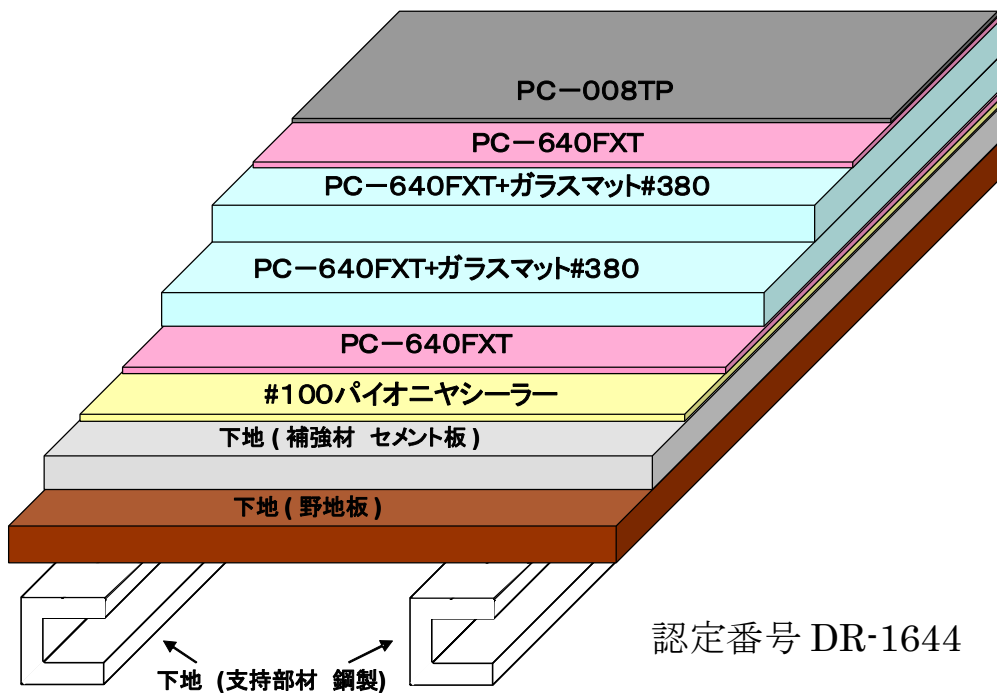 PC－008TP
PC－640FXT
PC－640FXT+ガラスマット#380
PC－640FXT+ガラスマット#380
PC－640FXT
#100パイオニヤシーラー
下地 ( 補強材 セメント板 )
下地 ( 野地板 )
下地 (支持部材 鋼製)
認定番号 DR-1644